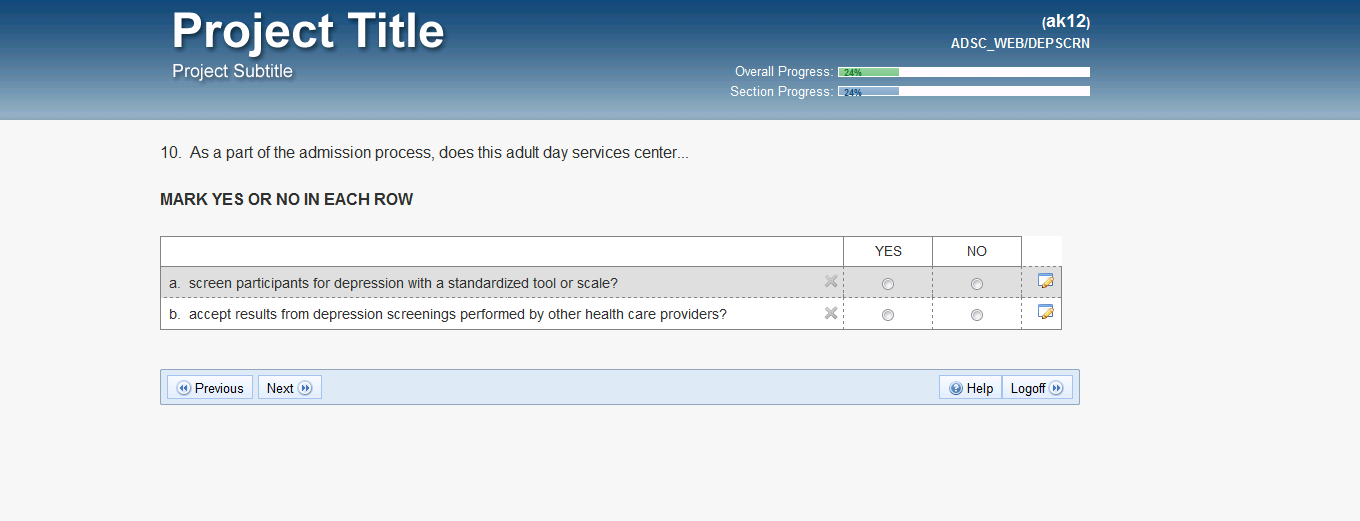 Project Title
Project Subtitle
(ak12)
ADSC_WEB/DEPSCRN
Overall Progress: 24%
Section Progress: 24%
10. As a part of the admission process, does this adult day services center...
MARK YES OR NO IN EACH ROW
YES NO
a. screen participants for depression with a standardized tool or scale?
b. accept results from depression screenings performed by other health care providers?
Previous Next Help Logoff